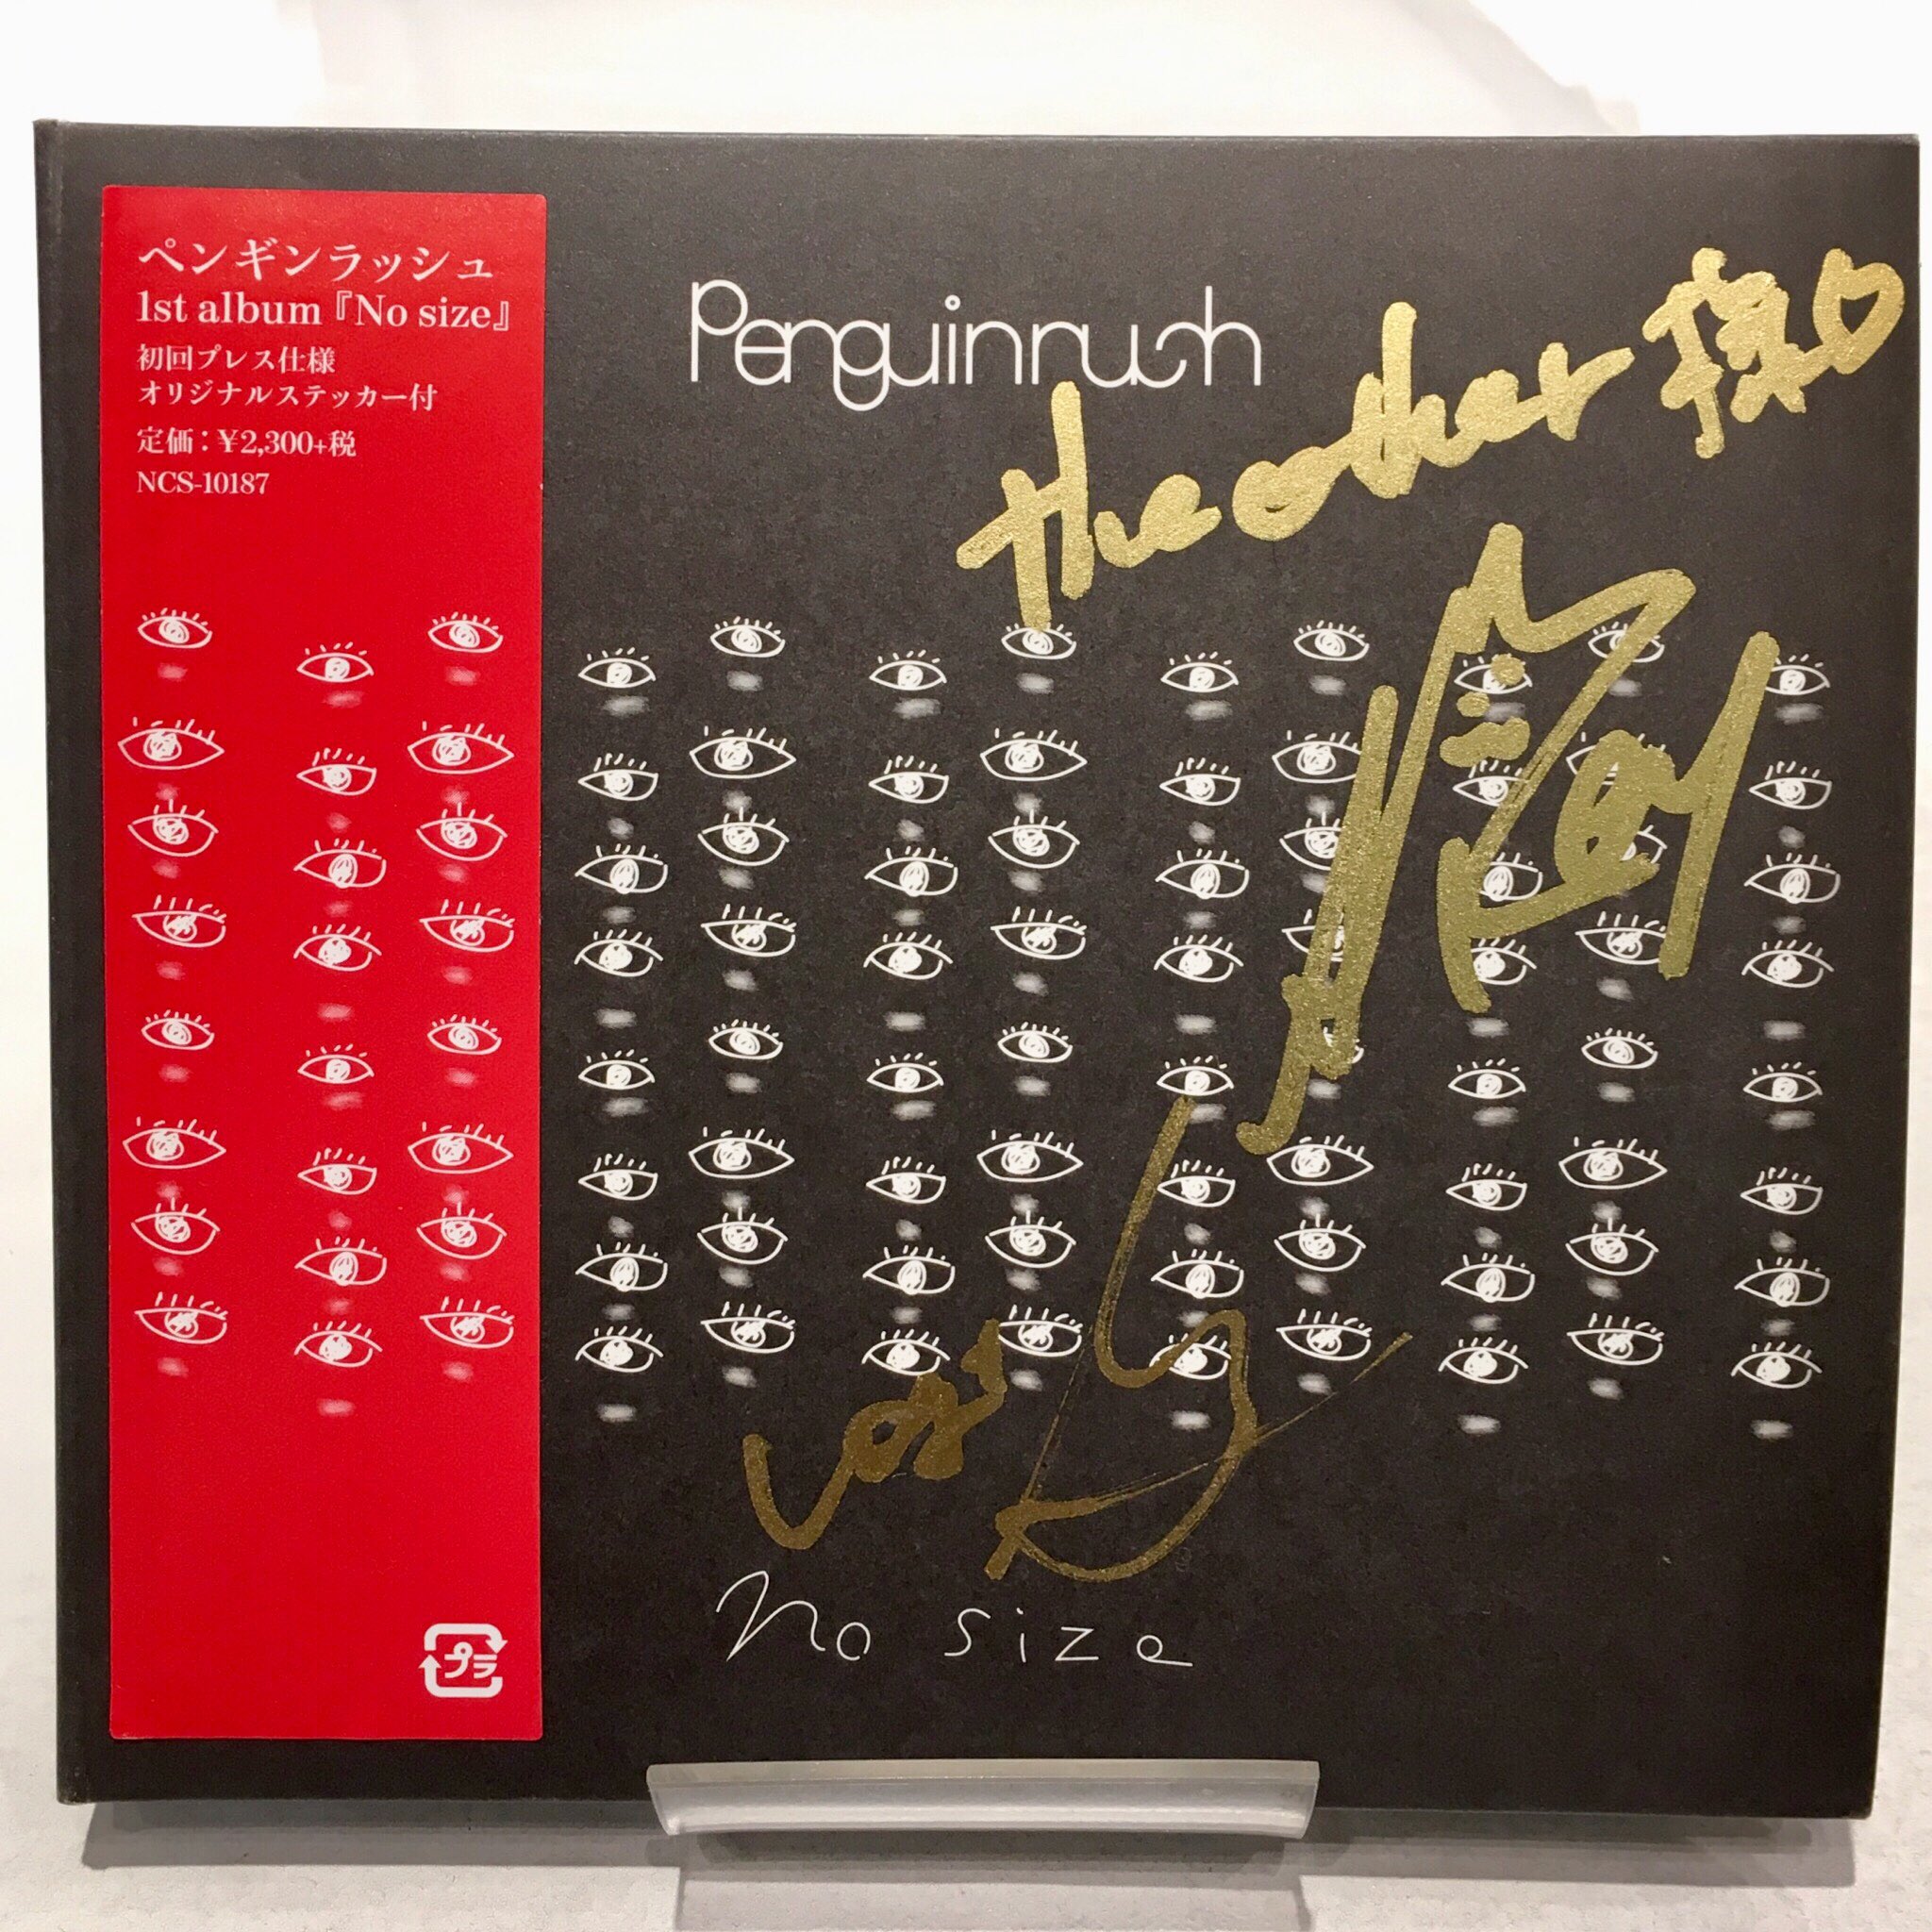 ペンギンラッシュ
1st album『No size』
初回プレス仕様
オリジナルステッカー付
定価：¥2,300+税
NCS-10187
プラ
Penguinrush
the other
No size